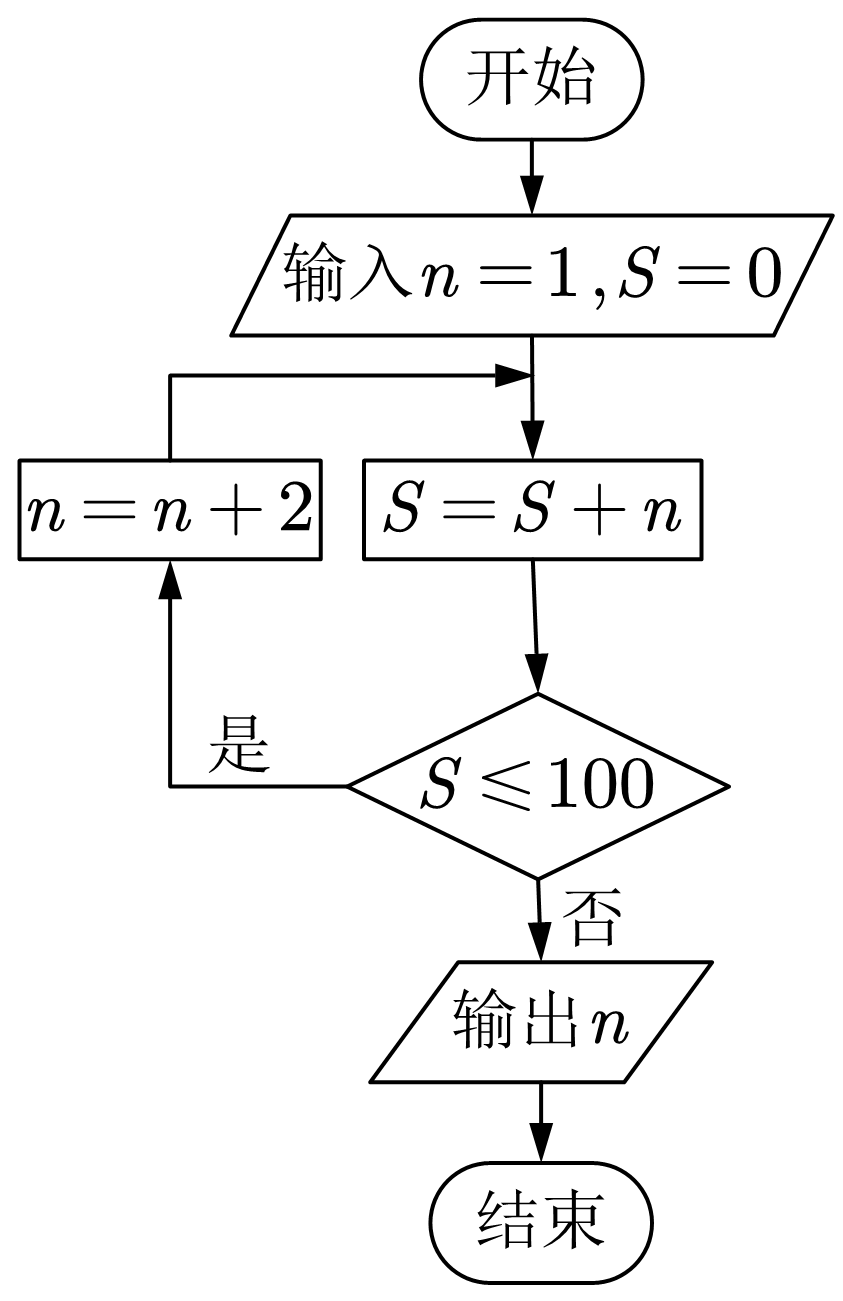 开始
输入n=1,S=0
n=n+2
S=S+n
是
S⩽100
否
输出n
结束